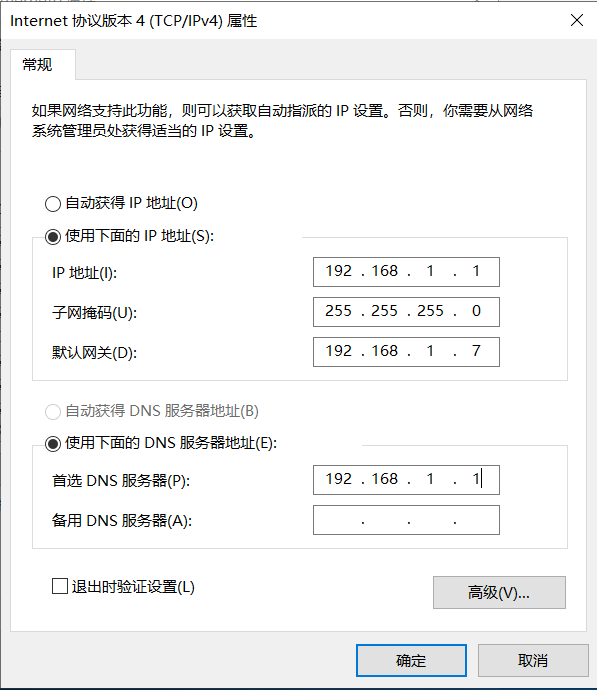 Internet 协议版本 4 (TCP/IPv4) 属性
常规
如果网络支持此功能，则可以获取自动指派的 IP 设置。否则，你需要从网络
系统管理员处获得适当的 IP 设置。
自动获得 IP 地址(O)
使用下面的 IP 地址(S):
IP 地址(I): 192 . 168 . 1 . 1
子网掩码(U): 255 . 255 . 255 . 0
默认网关(D): 192 . 168 . 1 . 7
自动获得 DNS 服务器地址(B)
使用下面的 DNS 服务器地址(E):
首选 DNS 服务器(P): 192 . 168 . 1 . 1
备用 DNS 服务器(A): . . .
退出时验证设置(L)
高级(V)...
确定 取消